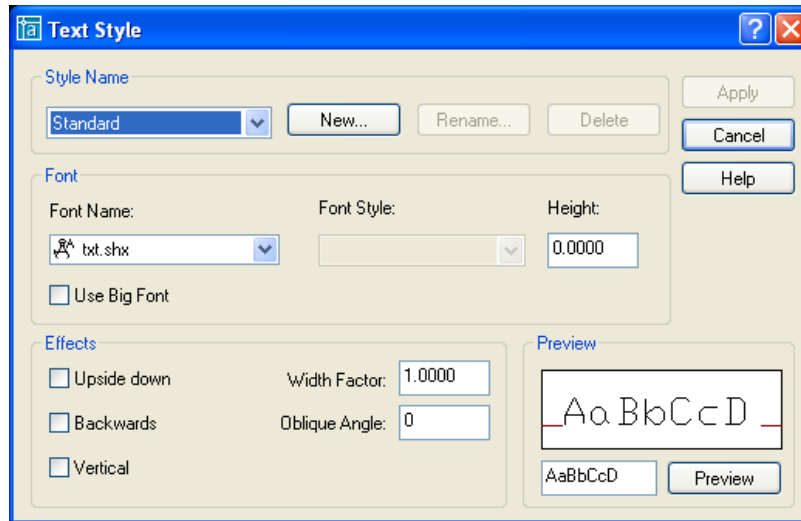 Text Style
Style Name
Apply
Standard New... Rename... Delete
Cancel
Font
Help
Font Name: Font Style: Height:
txt.shx 0.0000
Use Big Font
Effects Preview
Upside down Width Factor: 1.0000
AaBbCcD
Backwards Oblique Angle: 0
Vertical
AaBbCcD Preview